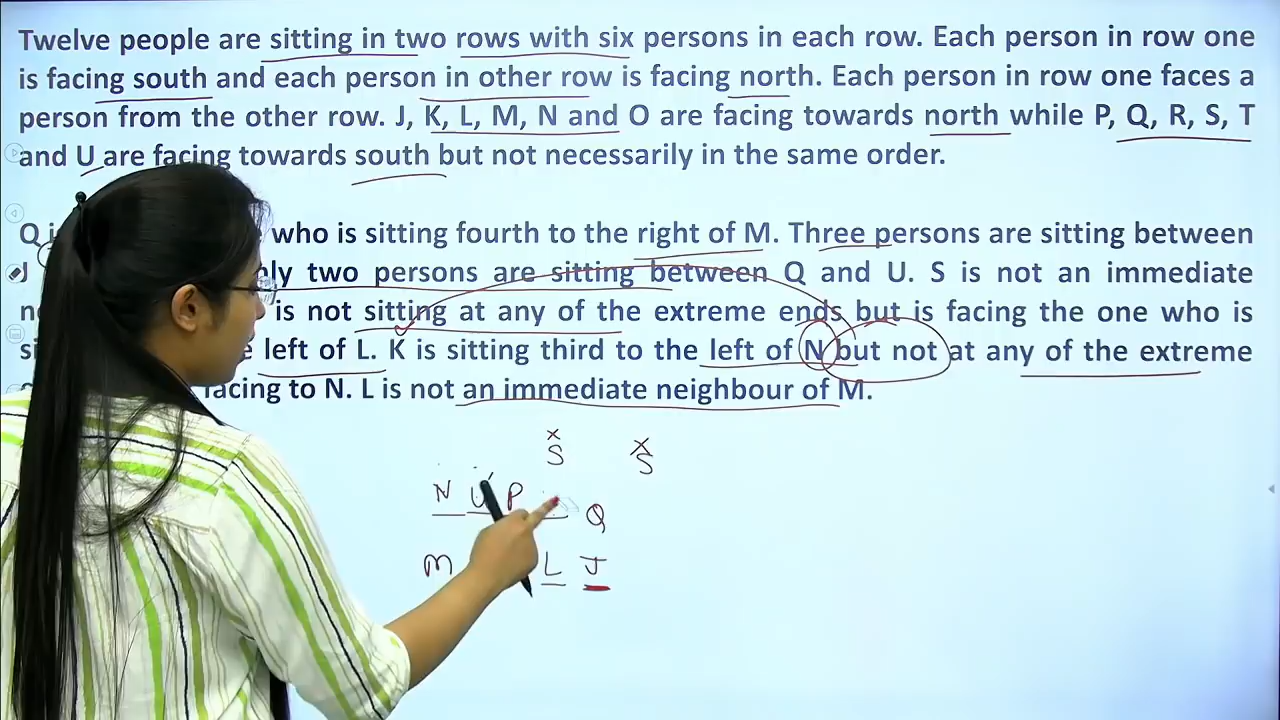 Twelve people are sitting in two rows with six persons in each row. Each person in row one
is facing south and each person in other row is facing north. Each person in row one faces a
person from the other row. J, K, L, M, N and O are facing towards north while P, Q, R, S, T
and U are facing towards south but not necessarily in the same order.
Q who is sitting fourth to the right of M. Three persons are sitting between
J two persons are sitting between Q and U. S is not an immediate
is not sitting at any of the extreme ends but is facing the one who is
left of L. K is sitting third to the left of N but not at any of the extreme
facing to N. L is not an immediate neighbour of M.
x x
S S
N U P
Q
M L J